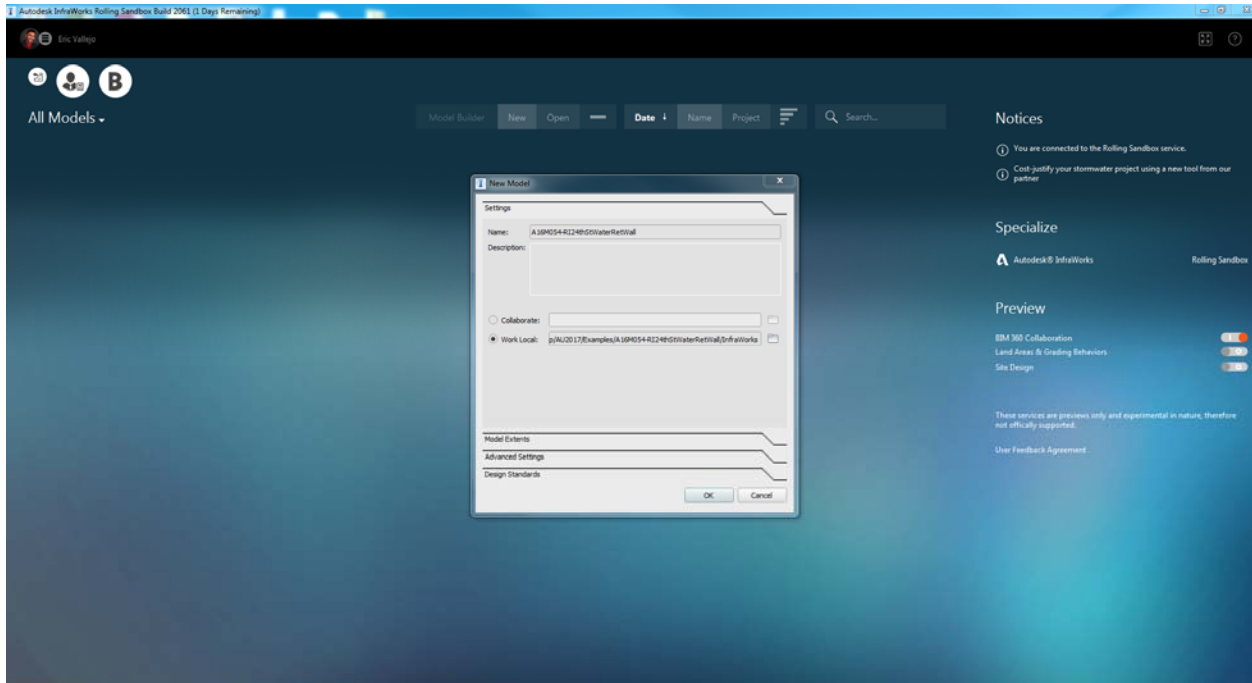 Autodesk InfraWorks Rolling Sandbox Build 2061 (1 Days Remaining)
Eric Vallejo
B
All Models
Model Builder New Open Date ↓ Name Project Search...
Notices
You are connected to the Rolling Sandbox service.
Cost-justify your stormwater project using a new tool from our
partner
Specialize
Autodesk® InfraWorks Rolling Sandbox
Preview
BIM 360 Collaboration
Land Areas & Grading Behaviors
Site Design
These services are previews only and experimental in nature, therefore
not offically supported.
User Feedback Agreement
New Model
Settings
Name: A16M054-RI24thStWaterRetWall
Description:
Collaborate:
Work Local: p/AU2017/Examples/A16M054-RI24thStWaterRetWall/InfraWorks
Model Extents
Advanced Settings
Design Standards
OK Cancel